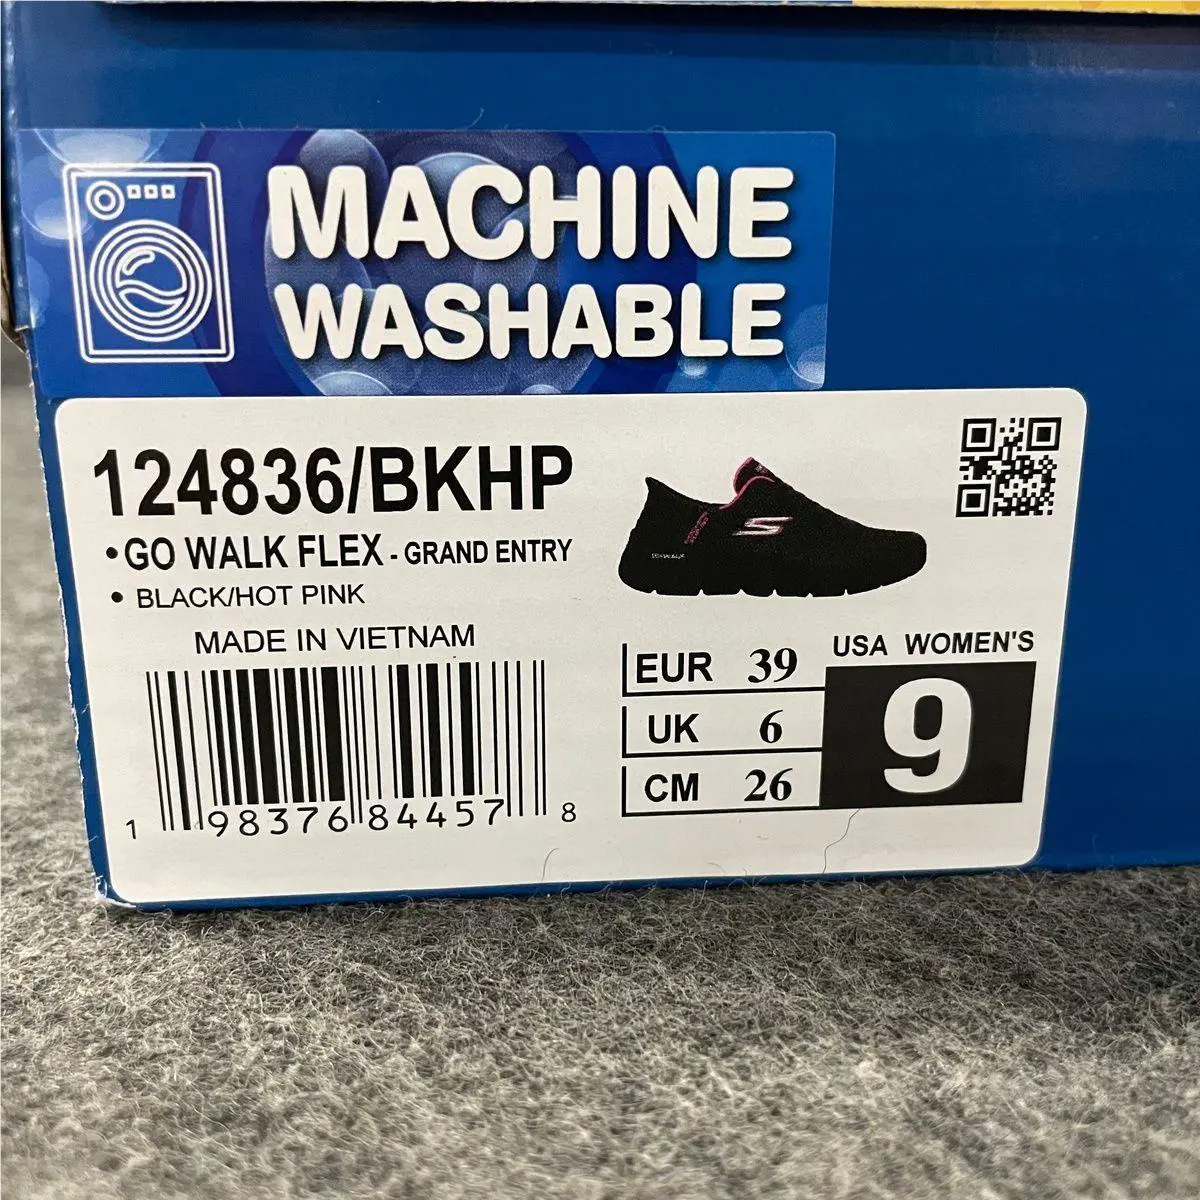 MACHINE
WASHABLE
124836/BKHP
•GO WALK FLEX - GRAND ENTRY
• BLACK/HOT PINK
MADE IN VIETNAM
1 98376 84457 8
EUR 39
UK 6
CM 26
USA WOMEN'S
9